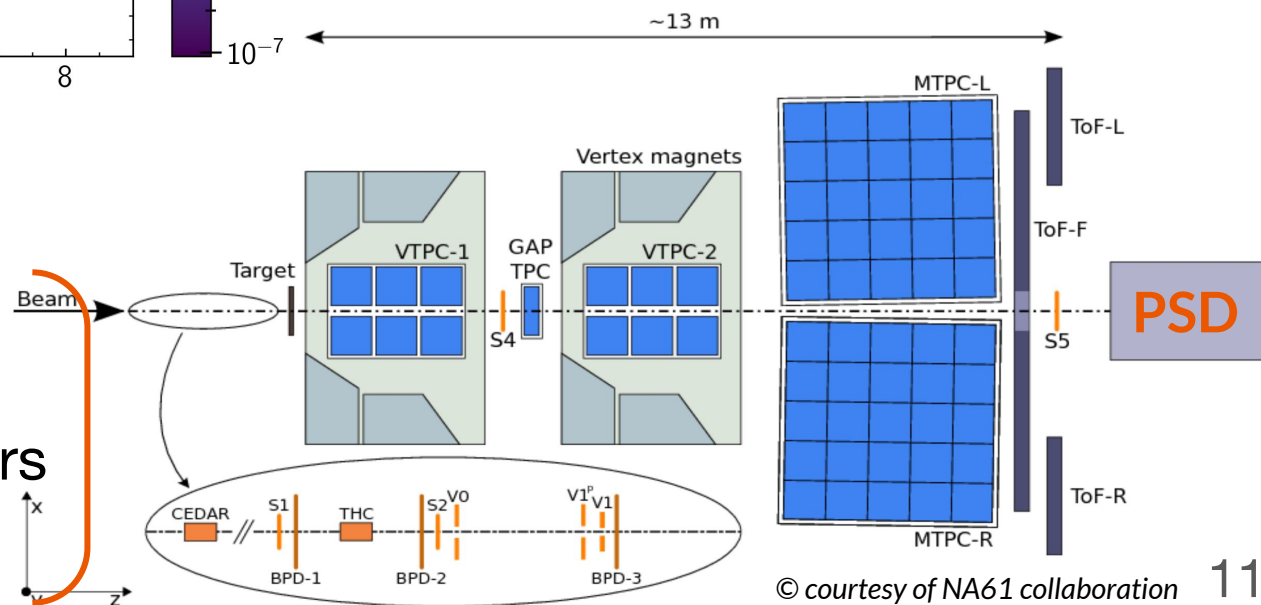 ~13 m
10⁻⁷
8
MTPC-L
ToF-L
Vertex magnets
ToF-F
VTPC-1
GAP
TPC
VTPC-2
Target
Beam
PSD
S4
S5
rs
x
y
z
CEDAR
S1
THC
S2
V0
V1ᵖ
V1
BPD-1
BPD-2
BPD-3
ToF-R
MTPC-R
© courtesy of NA61 collaboration
11